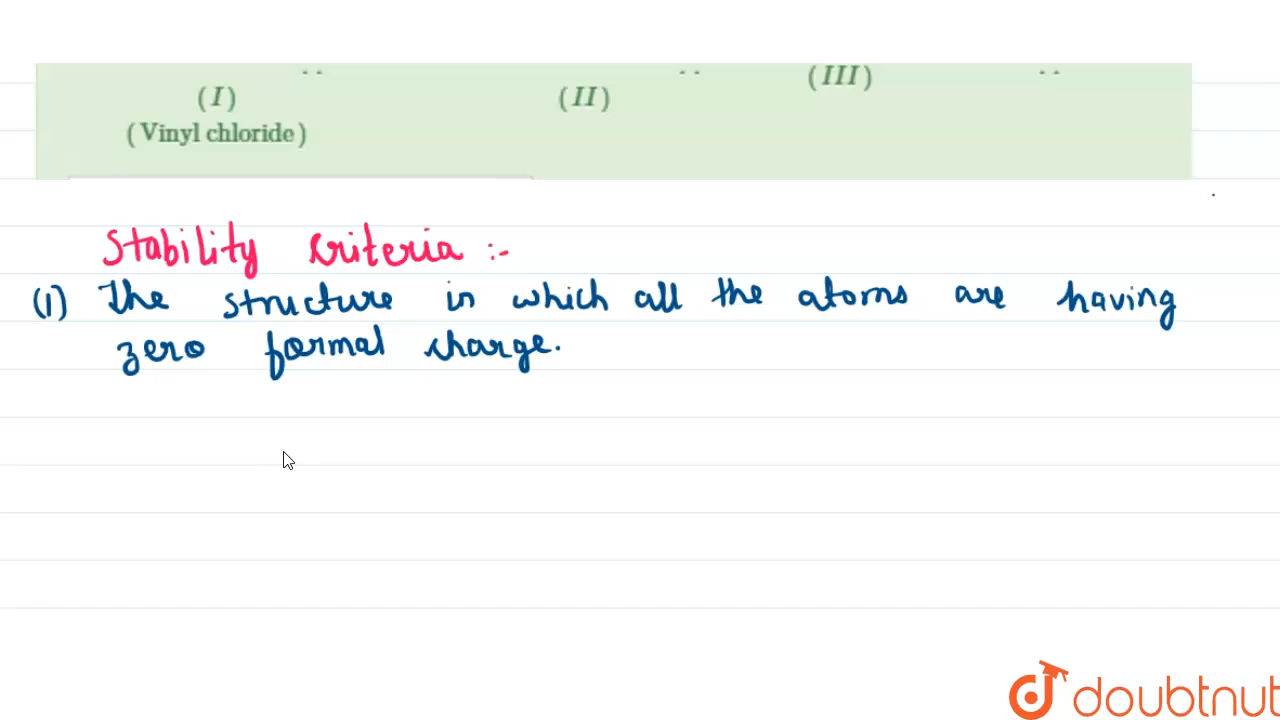 (III)
(I) (II)
(Vinyl chloride)
Stability criteria :-
(1) The structure in which all the atoms are having
zero formal charge.
doubtnut